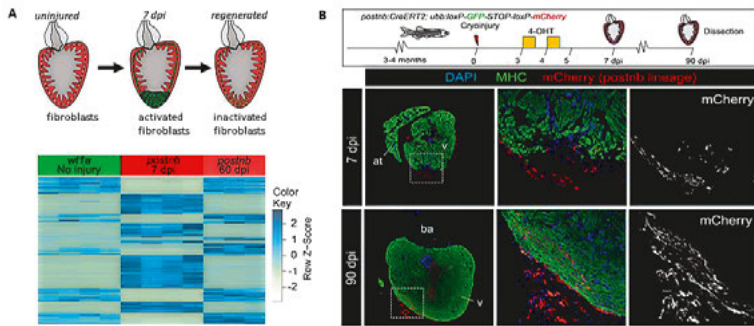 A
uninjured
7 dpi
regenerated
fibroblasts
activated
fibroblasts
inactivated
fibroblasts
No injury
postnb
7 dpi
postnb
60 dpi
Color
Key
2
1
0
-1
-2
Row Z-Score
B
postnb:CreERT2; ubb:loxP-GFP-STOP-loxP-mCherry
Cryoinjury
4-OHT
Dissection
3-4 months
0
3
4
5
7 dpi
90 dpi
DAPI MHC mCherry (postnb lineage)
7 dpi
at
v
mCherry
90 dpi
ba
v
mCherry